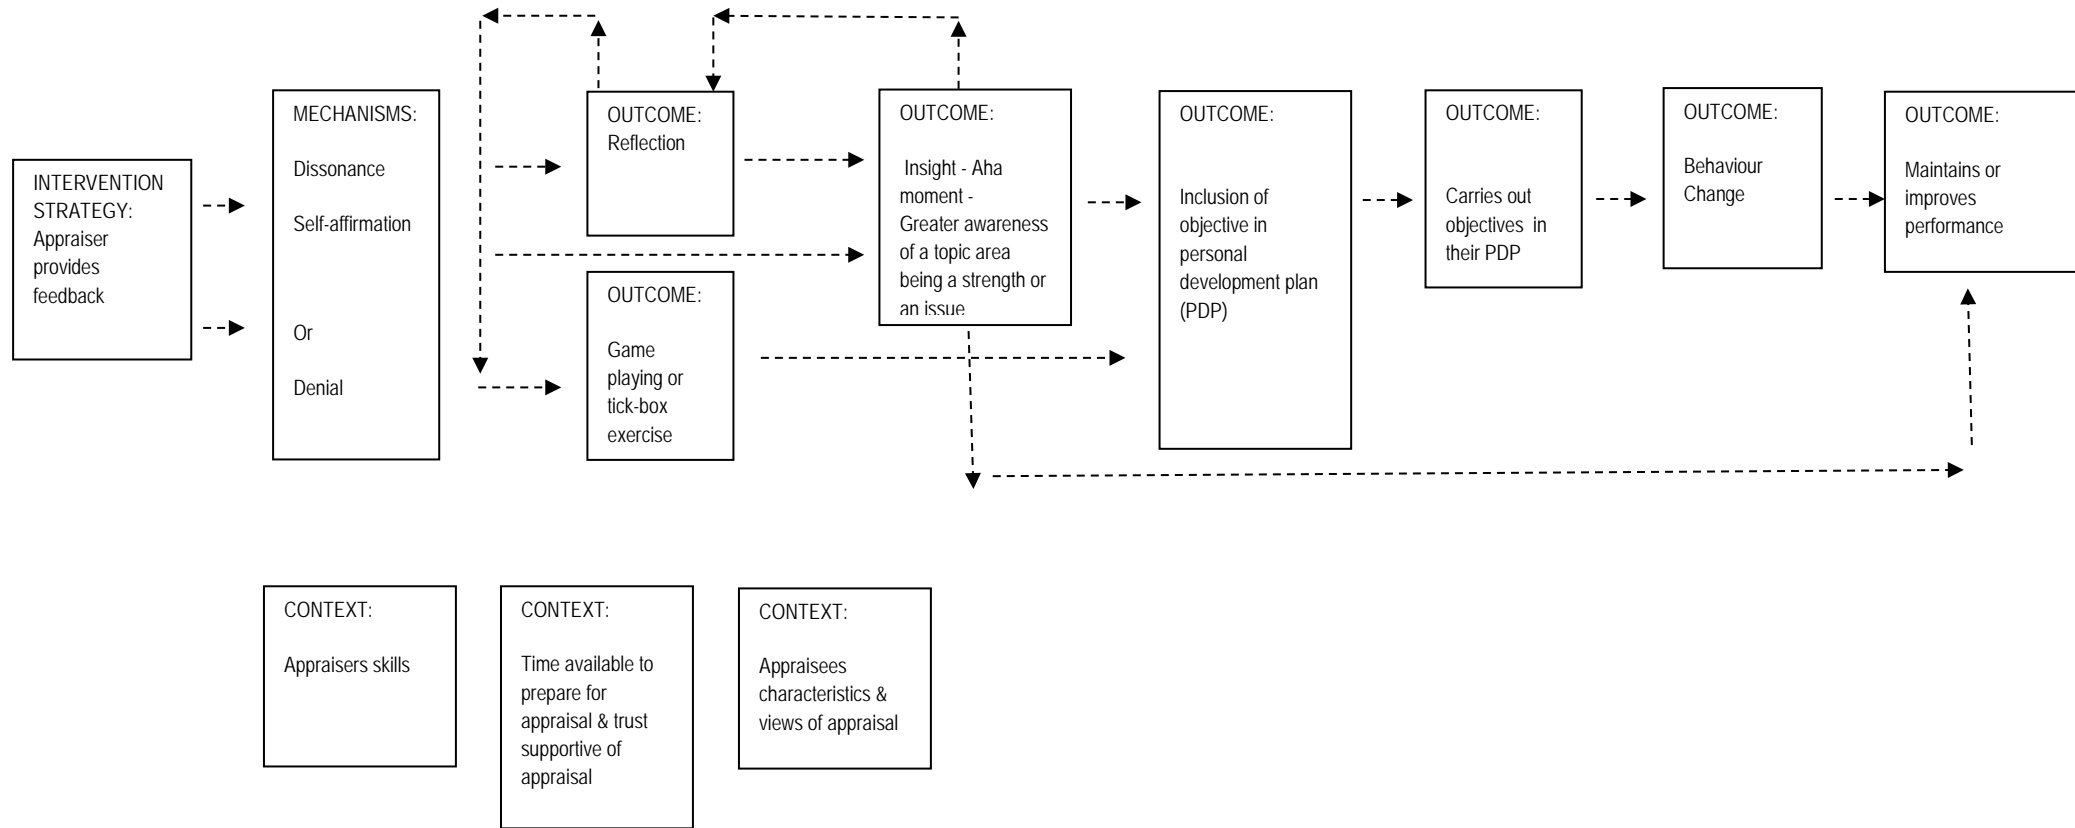 INTERVENTION
STRATEGY:
Appraiser
provides
feedback
MECHANISMS:
Dissonance
Self-affirmation
Or
Denial
OUTCOME:
Reflection
OUTCOME:
Game
playing or
tick-box
exercise
OUTCOME:
Insight - Aha
moment -
Greater awareness
of a topic area
being a strength or
an issue
OUTCOME:
Inclusion of
objective in
personal
development plan
(PDP)
OUTCOME:
Carries out
objectives in
their PDP
OUTCOME:
Behaviour
Change
OUTCOME:
Maintains or
improves
performance
CONTEXT:
Appraisers skills
CONTEXT:
Time available to
prepare for
appraisal & trust
supportive of
appraisal
CONTEXT:
Appraisees
characteristics &
views of appraisal